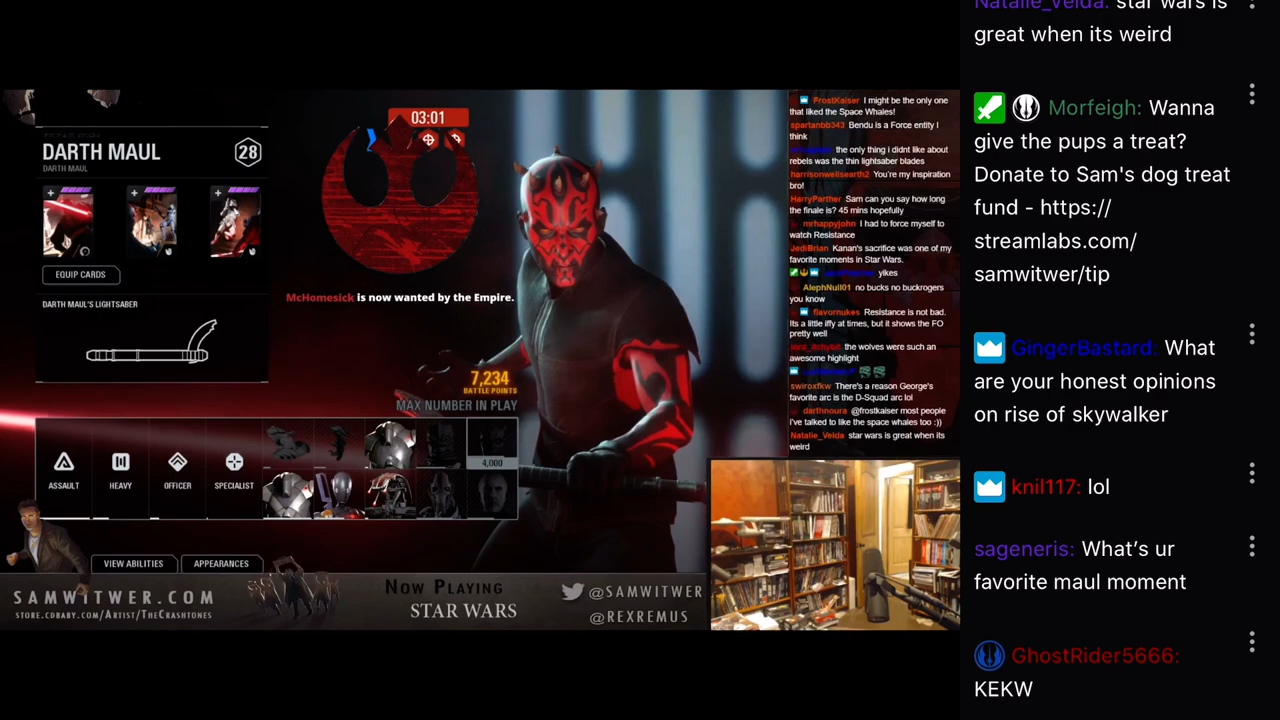 DARTH MAUL
DARTH MAUL
28
EQUIP CARDS
DARTH MAUL'S LIGHTSABER
03:01
McHomesick is now wanted by the Empire.
7,234
BATTLE POINTS
MAX NUMBER IN PLAY
4,000
ASSAULT
HEAVY
OFFICER
SPECIALIST
VIEW ABILITIES
APPEARANCES
SAMWITWER.COM
STORE.CDBABY.COM/ARTIST/THECRASHTONES
NOW PLAYING
STAR WARS
@SAMWITWER
@REXREMUS
FrostKaiser I might be the only one
that liked the Space Whales!
spartanbb343 Bendu is a Force entity I
think
the only thing i didnt like about
rebels was the thin lightsaber blades
harrisonwellsearth2 You're my inspiration
bro!
HarryParther Sam can you say how long
the finale is? 45 mins hopefully
mrhappyjohn I had to force myself to
watch Resistance
JediBrian Kanan's sacrifice was one of my
favorite moments in Star Wars.
yikes
AlephNull01 no bucks no buckrogers
you know
flavornukes Resistance is not bad.
Its a little iffy at times, but it shows the FO
pretty well
the wolves were such an
awesome highlight
swiroxfkw There's a reason George's
favorite arc is the D-Squad arc lol
darthnoura @frostkaiser most people
I've talked to like the space whales too :))
Natalie_Velda star wars is great when its
weird
Natalie_Velda: star wars is
great when its weird
Morfeigh: Wanna
give the pups a treat?
Donate to Sam's dog treat
fund - https://
streamlabs.com/
samwitwer/tip
GingerBastard: What
are your honest opinions
on rise of skywalker
knil117: lol
sageneris: What's ur
favorite maul moment
GhostRider5666:
KEKW